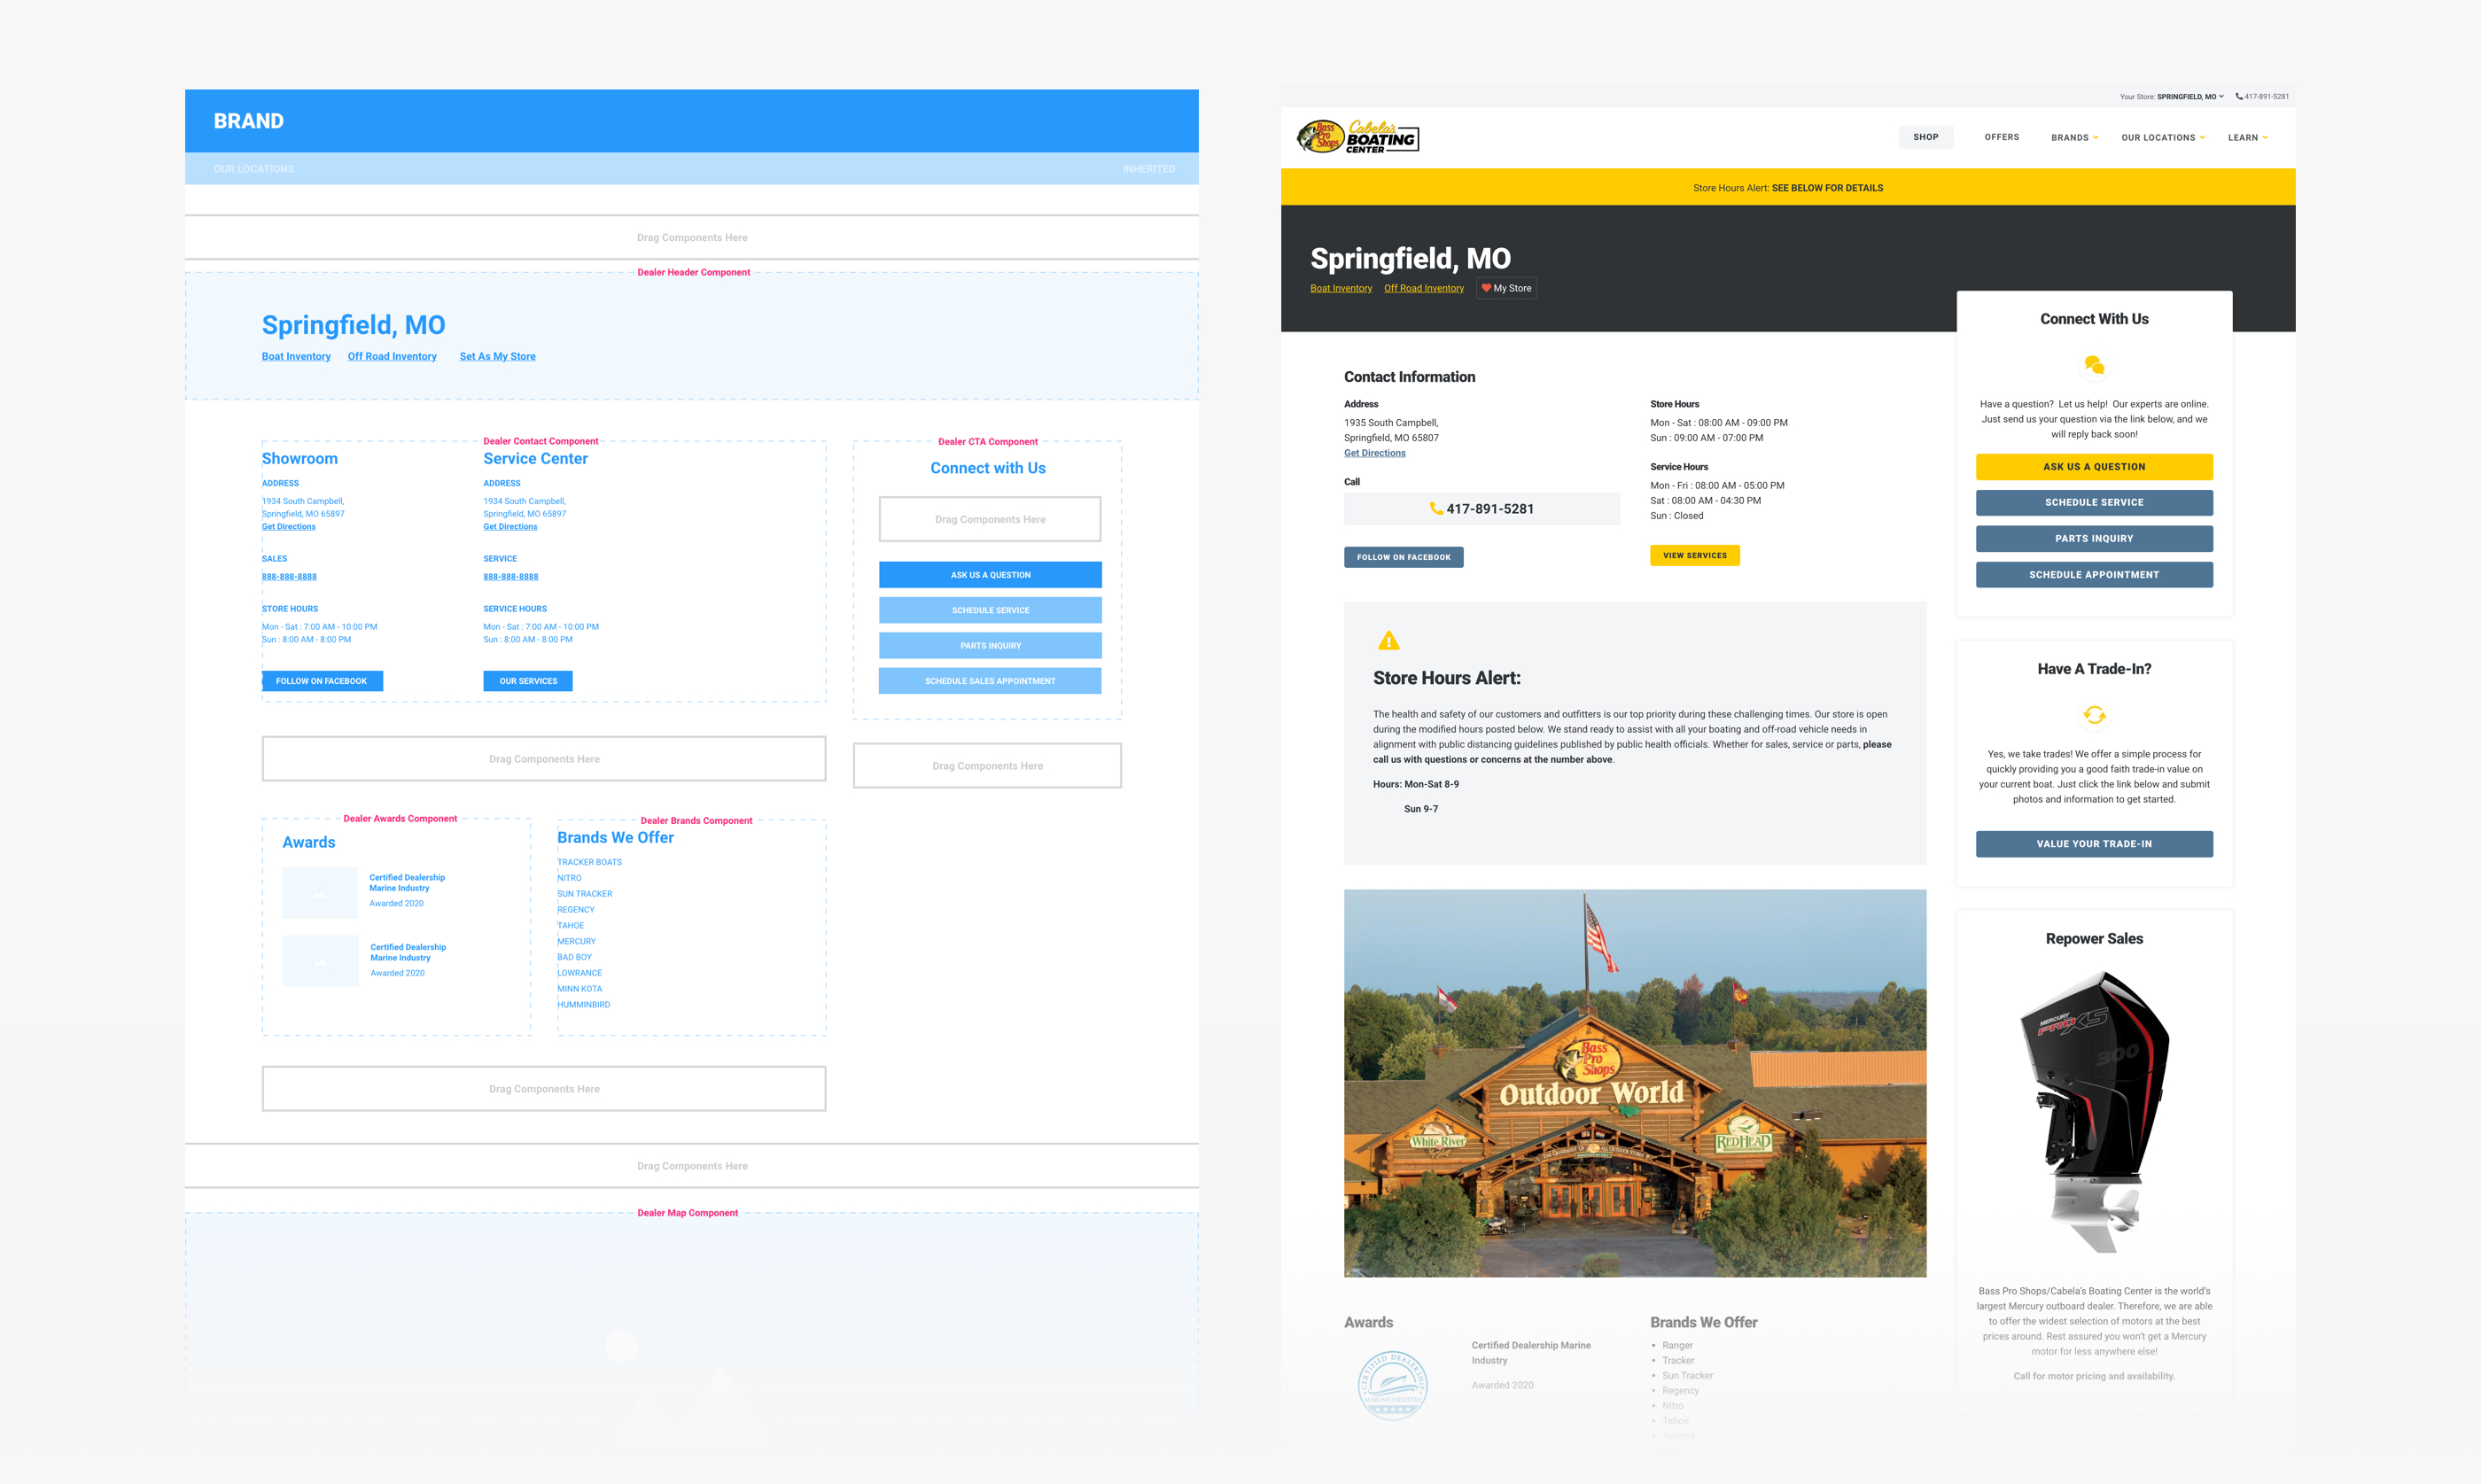 BRAND
OUR LOCATIONS
INHERITED
Drag Components Here
Dealer Header Component
Springfield, MO
Boat Inventory
Off Road Inventory
Set As My Store
Dealer Contact Component
Showroom
ADDRESS
1934 South Campbell,
Springfield, MO 65897
Get Directions
SALES
888-888-8888
STORE HOURS
Mon - Sat : 7:00 AM - 10:00 PM
Sun : 8:00 AM - 8:00 PM
FOLLOW ON FACEBOOK
Service Center
ADDRESS
1934 South Campbell,
Springfield, MO 65897
Get Directions
SERVICE
888-888-8888
SERVICE HOURS
Mon - Sat : 7:00 AM - 10:00 PM
Sun : 8:00 AM - 8:00 PM
OUR SERVICES
Dealer CTA Component
Connect with Us
Drag Components Here
ASK US A QUESTION
SCHEDULE SERVICE
PARTS INQUIRY
SCHEDULE SALES APPOINTMENT
Drag Components Here
Drag Components Here
Dealer Awards Component
Awards
Certified Dealership
Marine Industry
Awarded 2020
Certified Dealership
Marine Industry
Awarded 2020
Dealer Brands Component
Brands We Offer
TRACKER BOATS
NITRO
SUN TRACKER
REGENCY
TAHOE
MERCURY
BAD BOY
LOWRANCE
MINN KOTA
HUMMINBIRD
Drag Components Here
Drag Components Here
Dealer Map Component
Your Store: SPRINGFIELD, MO
417-891-5281
Bass
Pro
Shops
Cabela's
BOATING
CENTER
SHOP
OFFERS
BRANDS
OUR LOCATIONS
LEARN
Store Hours Alert: SEE BELOW FOR DETAILS
Springfield, MO
Boat Inventory
Off Road Inventory
My Store
Contact Information
Address
1935 South Campbell,
Springfield, MO 65807
Get Directions
Call
417-891-5281
FOLLOW ON FACEBOOK
Store Hours
Mon - Sat : 08:00 AM - 09:00 PM
Sun : 09:00 AM - 07:00 PM
Service Hours
Mon - Fri : 08:00 AM - 05:00 PM
Sat : 08:00 AM - 04:30 PM
Sun : Closed
VIEW SERVICES
Store Hours Alert:
The health and safety of our customers and outfitters is our top priority during these challenging times. Our store is open
during the modified hours posted below. We stand ready to assist with all your boating and off-road vehicle needs in
alignment with public distancing guidelines published by public health officials. Whether for sales, service or parts, please
call us with questions or concerns at the number above.
Hours: Mon-Sat 8-9
Sun 9-7
Bass
Pro
Shops
Outdoor World
White River
REDHEAD
Awards
CERTIFIED DEALERSHIP
MARINE INDUSTRY
Certified Dealership Marine
Industry
Awarded 2020
Brands We Offer
• Ranger
• Tracker
• Sun Tracker
• Regency
• Nitro
• Tahoe
• Ascend
Connect With Us
Have a question? Let us help! Our experts are online.
Just send us your question via the link below, and we
will reply back soon!
ASK US A QUESTION
SCHEDULE SERVICE
PARTS INQUIRY
SCHEDULE APPOINTMENT
Have A Trade-In?
Yes, we take trades! We offer a simple process for
quickly providing you a good faith trade-in value on
your current boat. Just click the link below and submit
photos and information to get started.
VALUE YOUR TRADE-IN
Repower Sales
MERCURY
PRO XS
300
Bass Pro Shops/Cabela's Boating Center is the world's
largest Mercury outboard dealer. Therefore, we are able
to offer the widest selection of motors at the best
prices around. Rest assured you won't get a Mercury
motor for less anywhere else!
Call for motor pricing and availability.